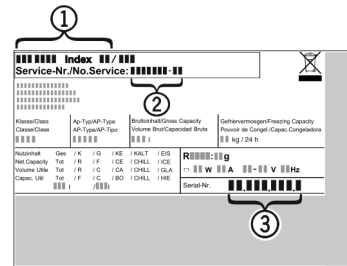 1
Index /
Service-Nr./No.Service: -
2
Klasse/Class
Classe/Clase
Ap-Typ/AP-Type
AP-Type/AP-Tipo
Bruttoinh/Gross Capacity
Volume Brut/Capacidad Bruta
l
Gefriervermoegen/Freezing Capacity
Pouvoir de Congel./Capac.Congeladora
kg / 24 h
Nutzinhalt Ges / K / G / KE / KALT / EIS
Net.Capacity Tot / R / F / CE / CHILL / ICE
Volume Utile Tot / R / C / CA / CHILL / GLA
Capac. Util Tot / F / C / BO / CHILL / HIE
l / l
R : g
W A - V Hz
Serial-Nr. . . .
3